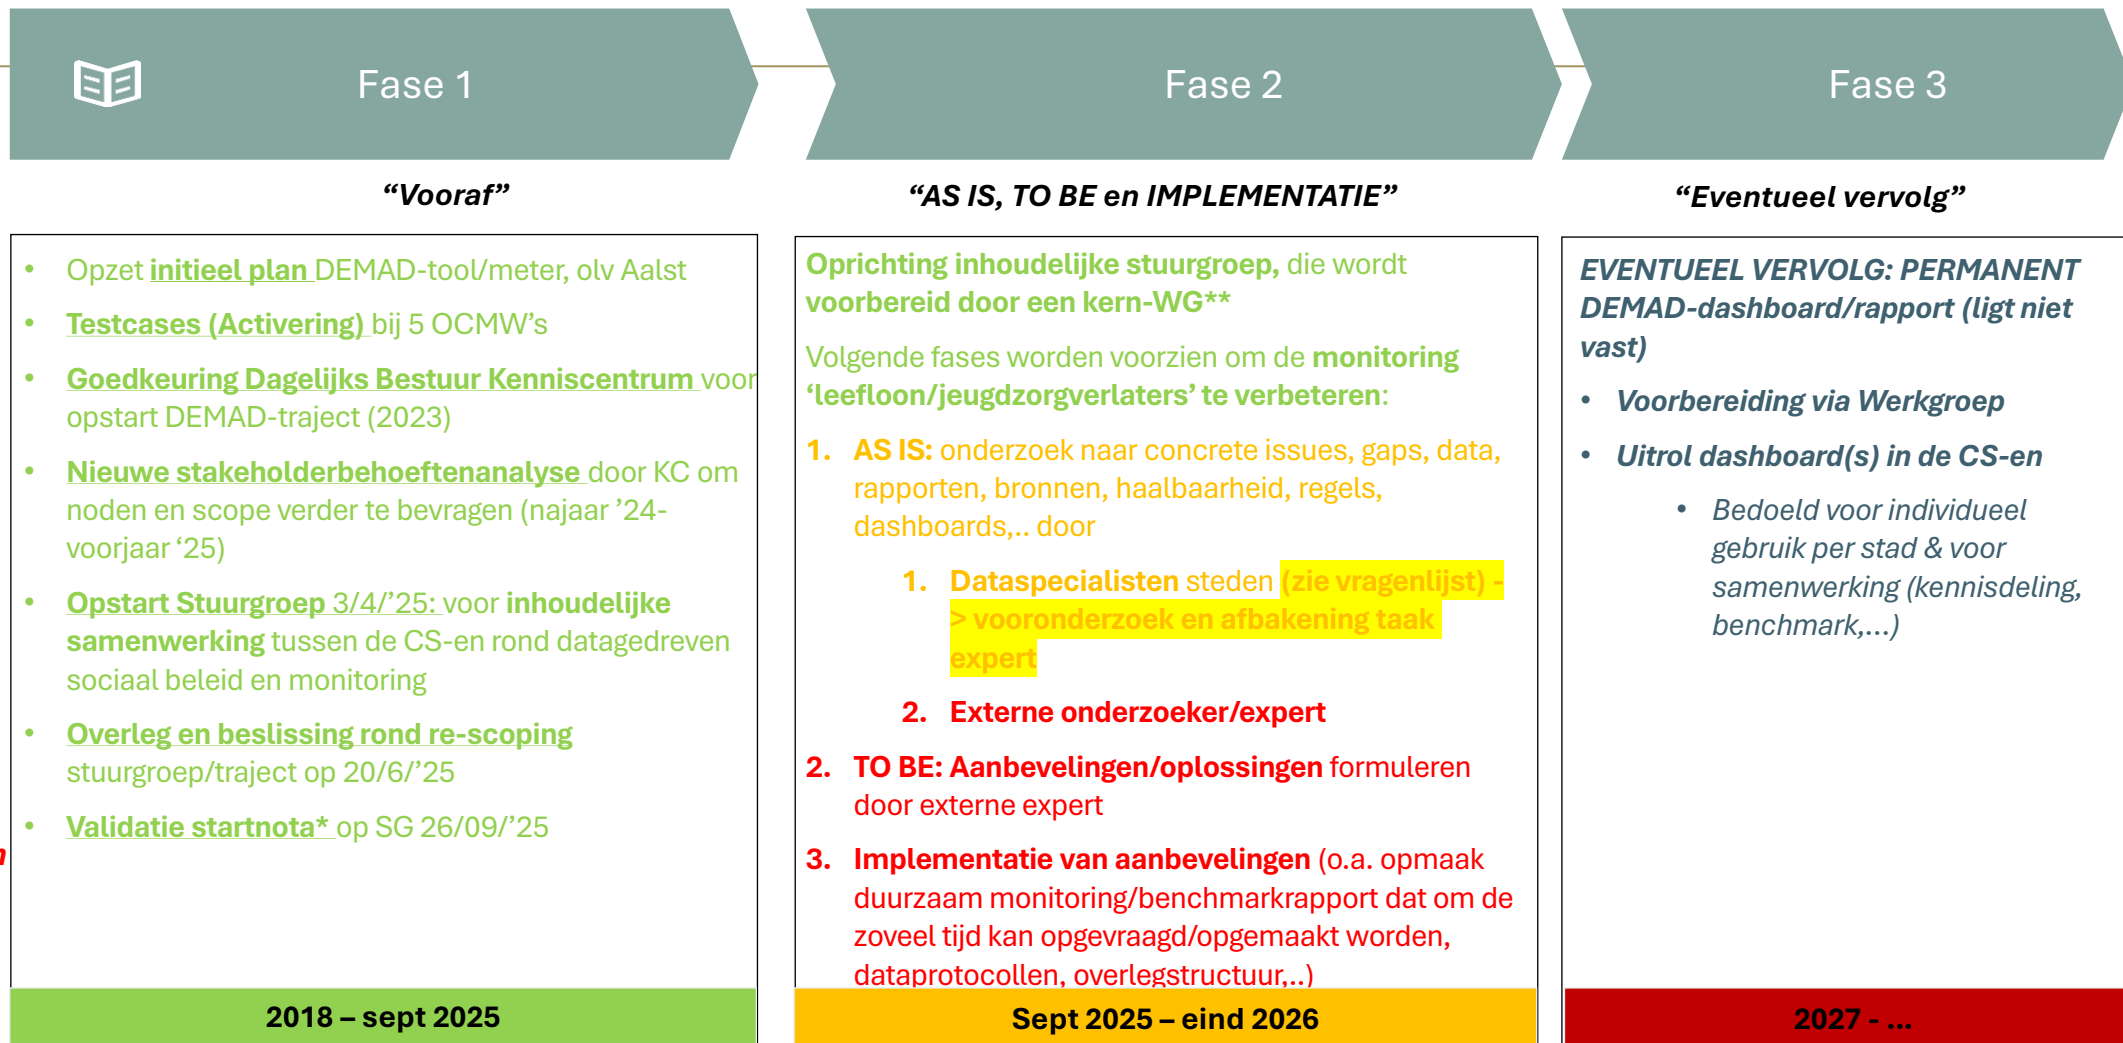 Fase 1
Fase 2
Fase 3
“Vooraf”
“AS IS, TO BE en IMPLEMENTATIE”
“Eventueel vervolg”
• Opzet initieel plan DEMAD-tool/meter, olv Aalst
• Testcases (Activering) bij 5 OCMW’s
• Goedkeuring Dagelijks Bestuur Kenniscentrum voor
opstart DEMAD-traject (2023)
• Nieuwe stakeholderbehoeftenanalyse door KC om
noden en scope verder te bevragen (najaar ’24-
voorjaar ‘25)
• Opstart Stuurgroep 3/4/’25: voor inhoudelijke
samenwerking tussen de CS-en rond datagedreven
sociaal beleid en monitoring
• Overleg en beslissing rond re-scoping
stuurgroep/traject op 20/6/’25
• Validatie startnota* op SG 26/09/’25
2018 – sept 2025
Oprichting inhoudelijke stuurgroep, die wordt
voorbereid door een kern-WG**
Volgende fases worden voorzien om de monitoring
‘leefloon/jeugdzorgverlaters’ te verbeteren:
1. AS IS: onderzoek naar concrete issues, gaps, data,
rapporten, bronnen, haalbaarheid, regels,
dashboards,.. door
1. Dataspecialisten steden (zie vragenlijst) -
> vooronderzoek en afbakening taak
expert
2. Externe onderzoeker/expert
2. TO BE: Aanbevelingen/oplossingen formuleren
door externe expert
3. Implementatie van aanbevelingen (o.a. opmaak
duurzaam monitoring/benchmarkrapport dat om de
zoveel tijd kan opgevraagd/opgemaakt worden,
dataprotocollen, overlegstructuur,..)
Sept 2025 – eind 2026
EVENTUEEL VERVOLG: PERMANENT
DEMAD-dashboard/rapport (ligt niet
vast)
• Voorbereiding via Werkgroep
• Uitrol dashboard(s) in de CS-en
• Bedoeld voor individueel
gebruik per stad & voor
samenwerking (kennisdeling,
benchmark,...)
2027 - ...